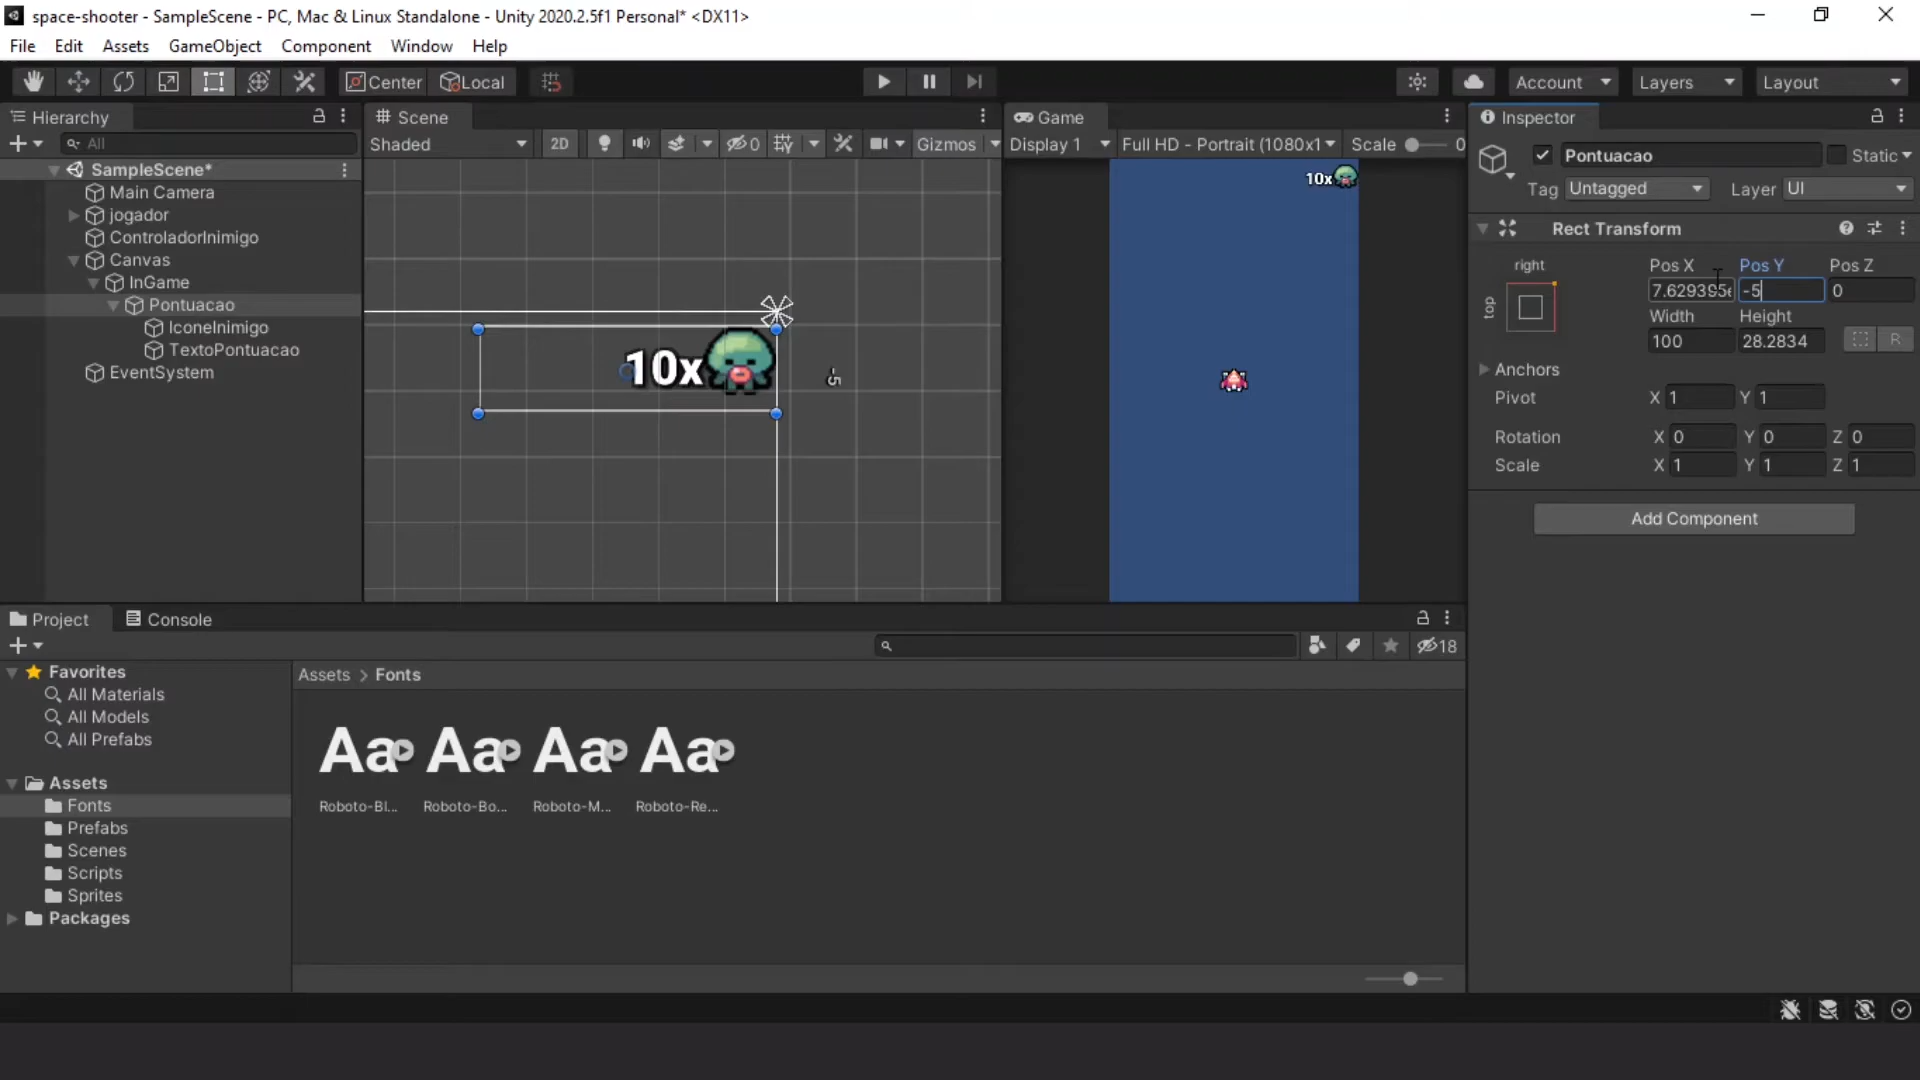 space-shooter - SampleScene - PC, Mac & Linux Standalone - Unity 2020.2.5f1 Personal* <DX11>
File Edit Assets GameObject Component Window Help
Center Local Account Layers Layout
Hierarchy
All
SampleScene*
Main Camera
jogador
ControladorInimigo
Canvas
InGame
Pontuacao
IconeInimigo
TextoPontuacao
EventSystem
Scene
Shaded 2D 0 Gizmos
10x
-5
Game
Display 1 Full HD - Portrait (1080x1 Scale 0
10x
Inspector
Pontuacao Static
Tag Untagged Layer UI
Rect Transform
right Pos X Pos Y Pos Z
top 7.629395e -5 0
Width Height
100 28.2834 R
Anchors
Pivot X 1 Y 1
Rotation X 0 Y 0 Z 0
Scale X 1 Y 1 Z 1
Add Component
Project Console
18
Favorites
All Materials
All Models
All Prefabs
Assets
Fonts
Prefabs
Scenes
Scripts
Sprites
Packages
Assets > Fonts
Aa Aa Aa Aa
Roboto-Bl... Roboto-Bo... Roboto-M... Roboto-Re...